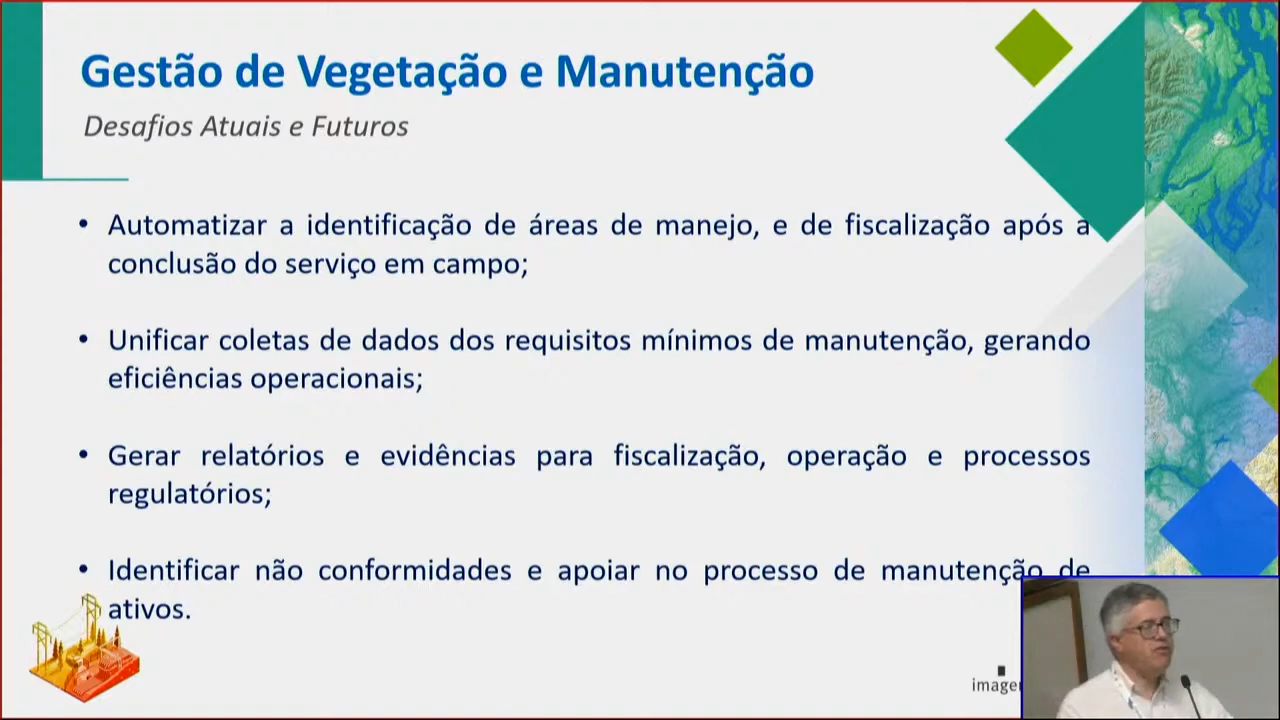 Gestão de Vegetação e Manutenção
Desafios Atuais e Futuros
• Automatizar a identificação de áreas de manejo, e de fiscalização após a
conclusão do serviço em campo;
• Unificar coletas de dados dos requisitos mínimos de manutenção, gerando
eficiências operacionais;
• Gerar relatórios e evidências para fiscalização, operação e processos
regulatórios;
• Identificar não conformidades e apoiar no processo de manutenção de
ativos.